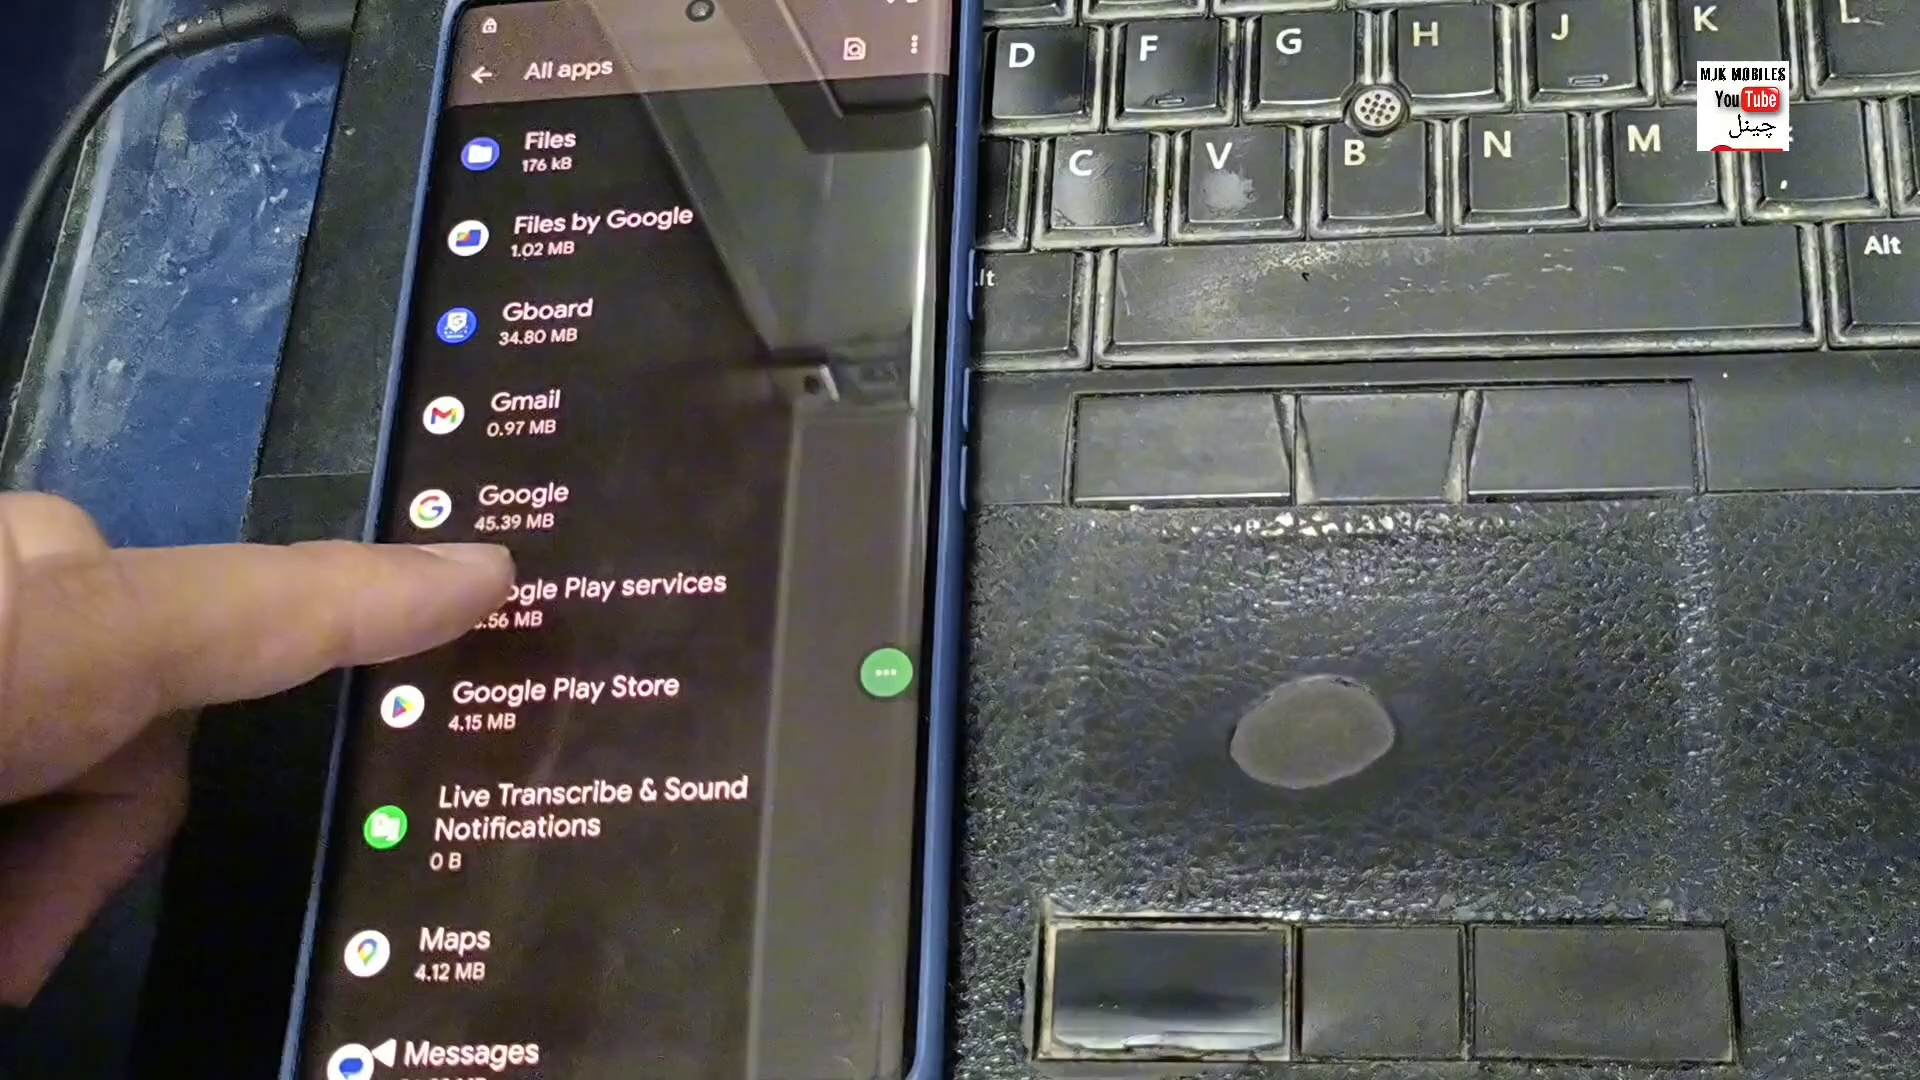 All apps
Files
176 kB
Files by Google
1.02 MB
Gboard
34.80 MB
Gmail
0.97 MB
Google
45.39 MB
Play services
.56 MB
Google Play Store
4.15 MB
Live Transcribe & Sound
Notifications
0 B
Maps
4.12 MB
Messages
D F G H J K L
C V B N M
Alt
MJK MOBILES
YouTube
چینل